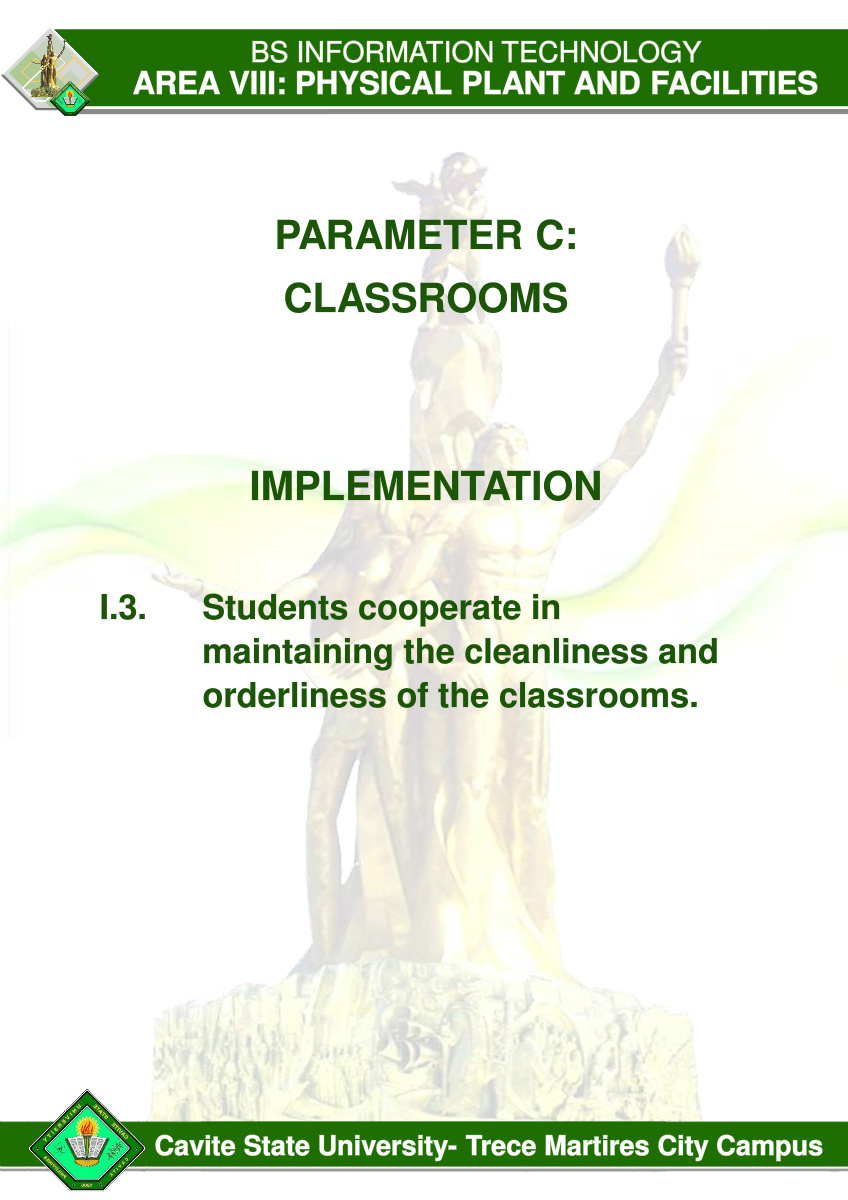 BS INFORMATION TECHNOLOGY
AREA VIII: PHYSICAL PLANT AND FACILITIES
PARAMETER C:
CLASSROOMS
IMPLEMENTATION
I.3. Students cooperate in
maintaining the cleanliness and
orderliness of the classrooms.
Cavite State University- Trece Martires City Campus